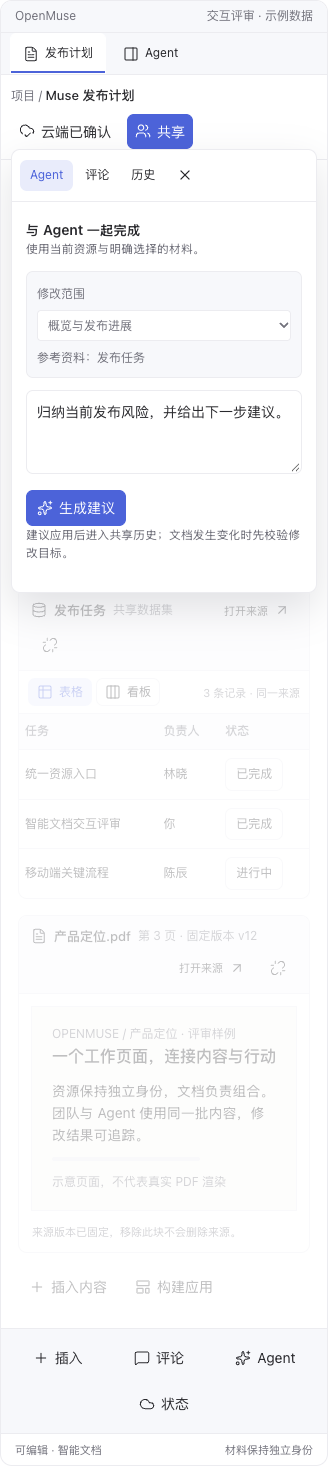 OpenMuse 交互评审 · 示例数据
发布计划 Agent
项目 / Muse 发布计划
云端已确认 共享
Agent 评论 历史
与 Agent 一起完成
使用当前资源与明确选择的材料。
修改范围
概览与发布进展
参考资料：发布任务
归纳当前发布风险，并给出下一步建议。
生成建议
建议应用后进入共享历史；文档发生变化时先校验修
改目标。
发布任务 共享数据集 打开来源
表格 看板 3 条记录 · 同一来源
任务 负责人 状态
统一资源入口 林晓 已完成
智能文档交互评审 你 已完成
移动端关键流程 陈辰 进行中
产品定位.pdf 第 3 页 · 固定版本 v12
打开来源
OPENMUSE / 产品定位 · 评审样例
一个工作页面，连接内容与行动
资源保持独立身份，文档负责组合。
团队与 Agent 使用同一批内容，修
改结果可追踪。
示意页面，不代表真实 PDF 渲染
来源版本已固定，移除此块不会删除来源。
插入内容 构建应用
插入 评论 Agent
状态
可编辑 · 智能文档 材料保持独立身份